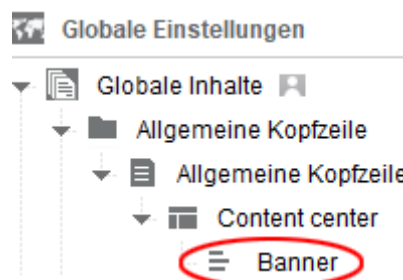 Globale Einstellungen
Globale Inhalte
Allgemeine Kopfzeile
Allgemeine Kopfzeile
Content center
Banner